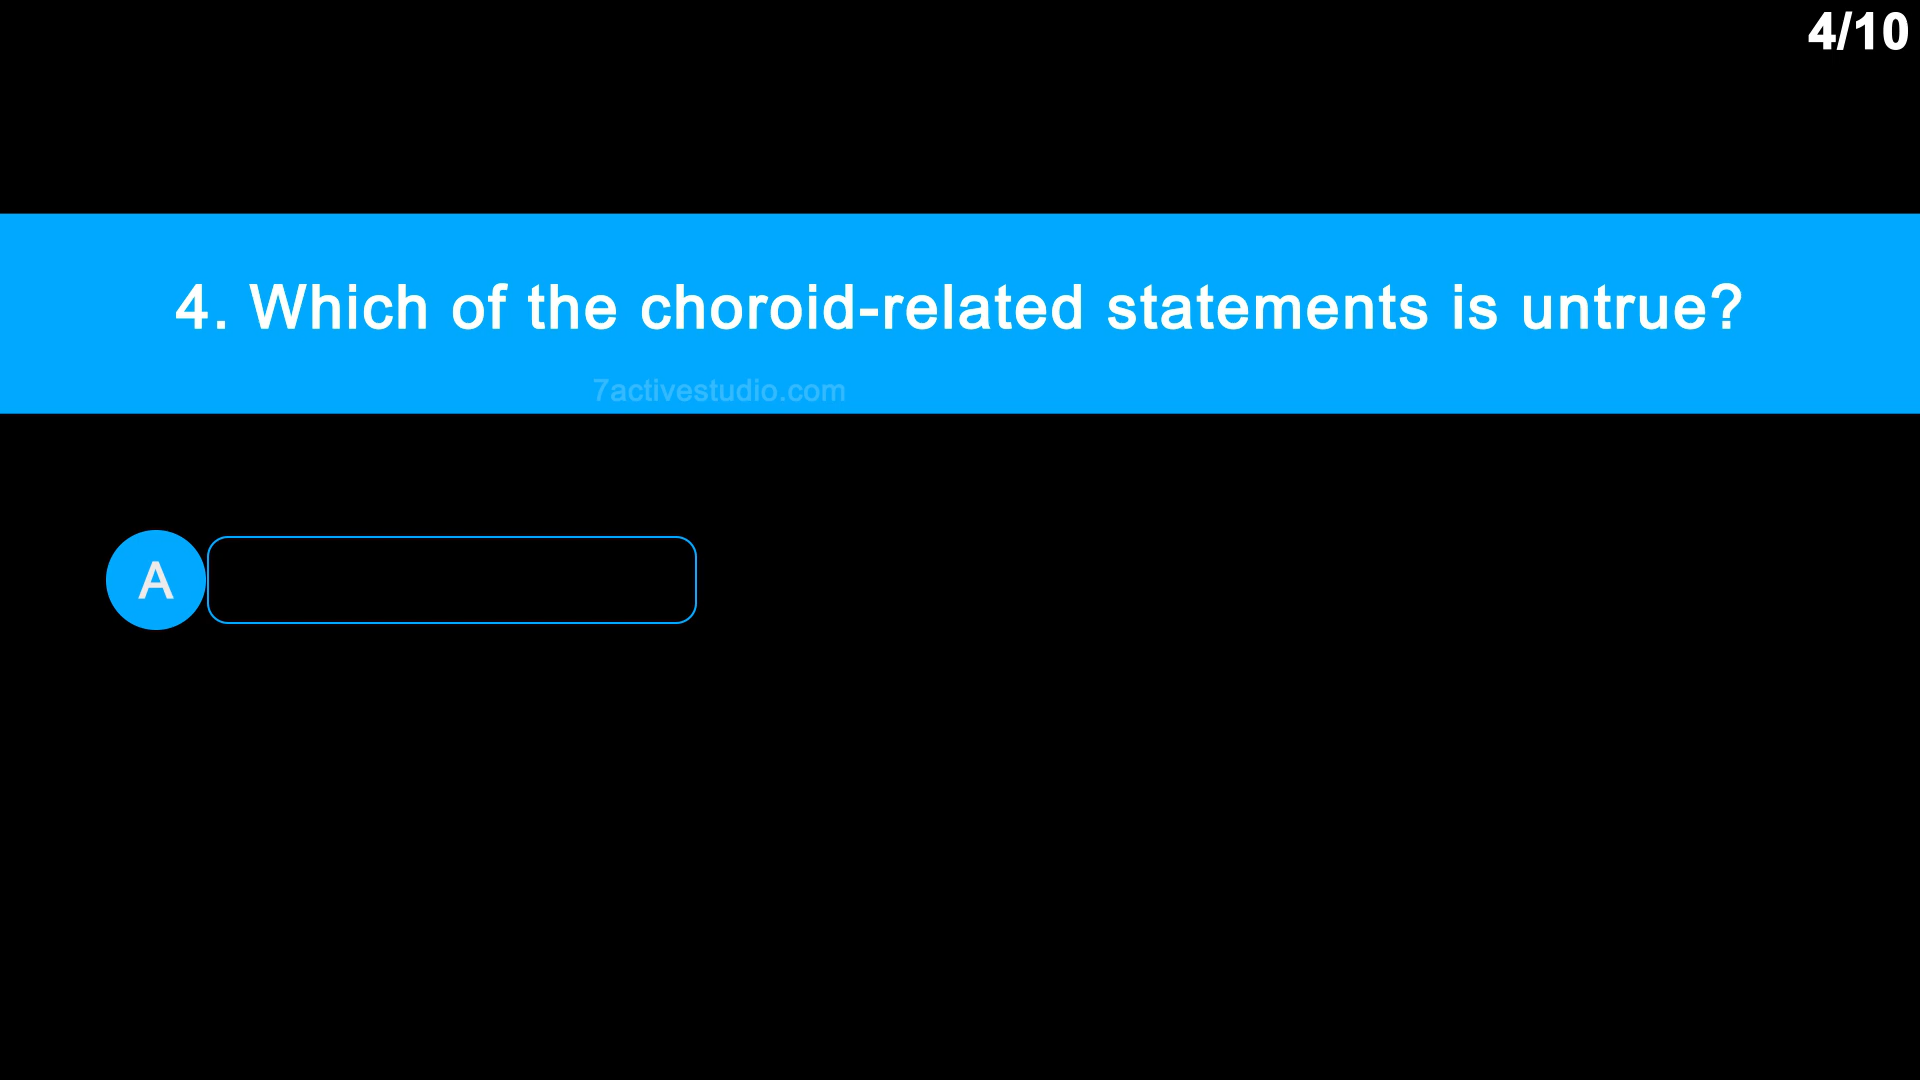 4/10
4. Which of the choroid-related statements is untrue?
7activestudio.com
A